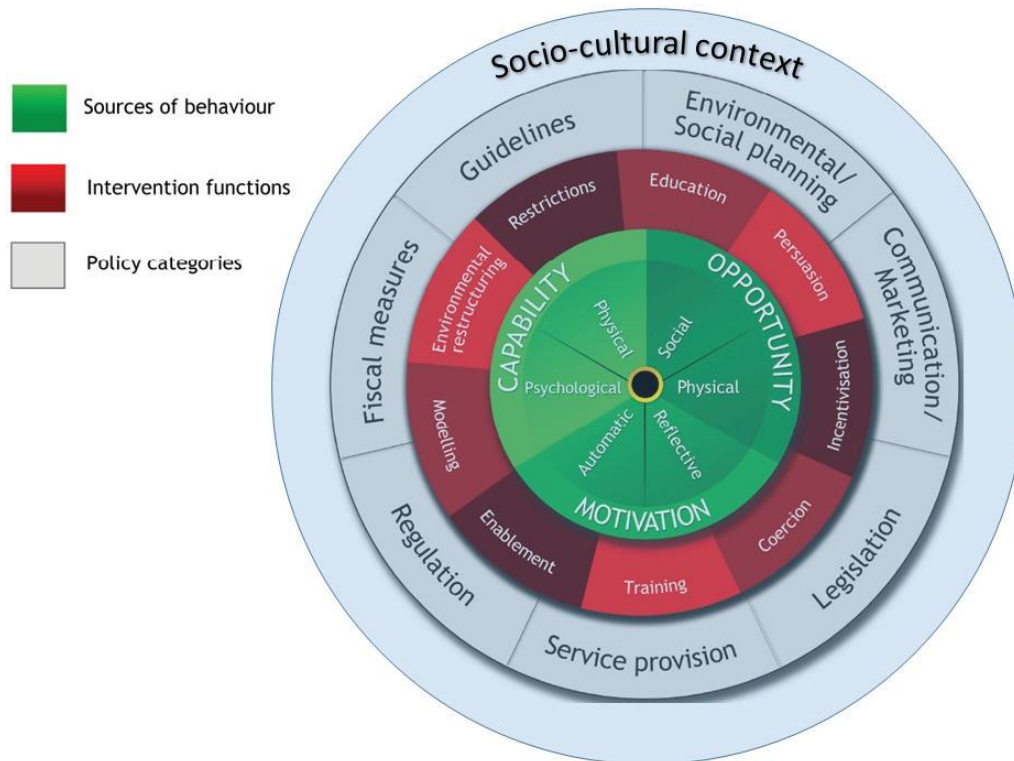 Socio-cultural context
Sources of behaviour
Intervention functions
Policy categories
Guidelines
Environmental/
Social planning
Communication/
Marketing
Legislation
Service provision
Regulation
Fiscal measures
Restrictions
Education
Persuasion
Incentivisation
Coercion
Training
Enablement
Modelling
Environmental
restructuring
CAPABILITY
OPPORTUNITY
MOTIVATION
Physical
Social
Psychological
Physical
Automatic
Reflective